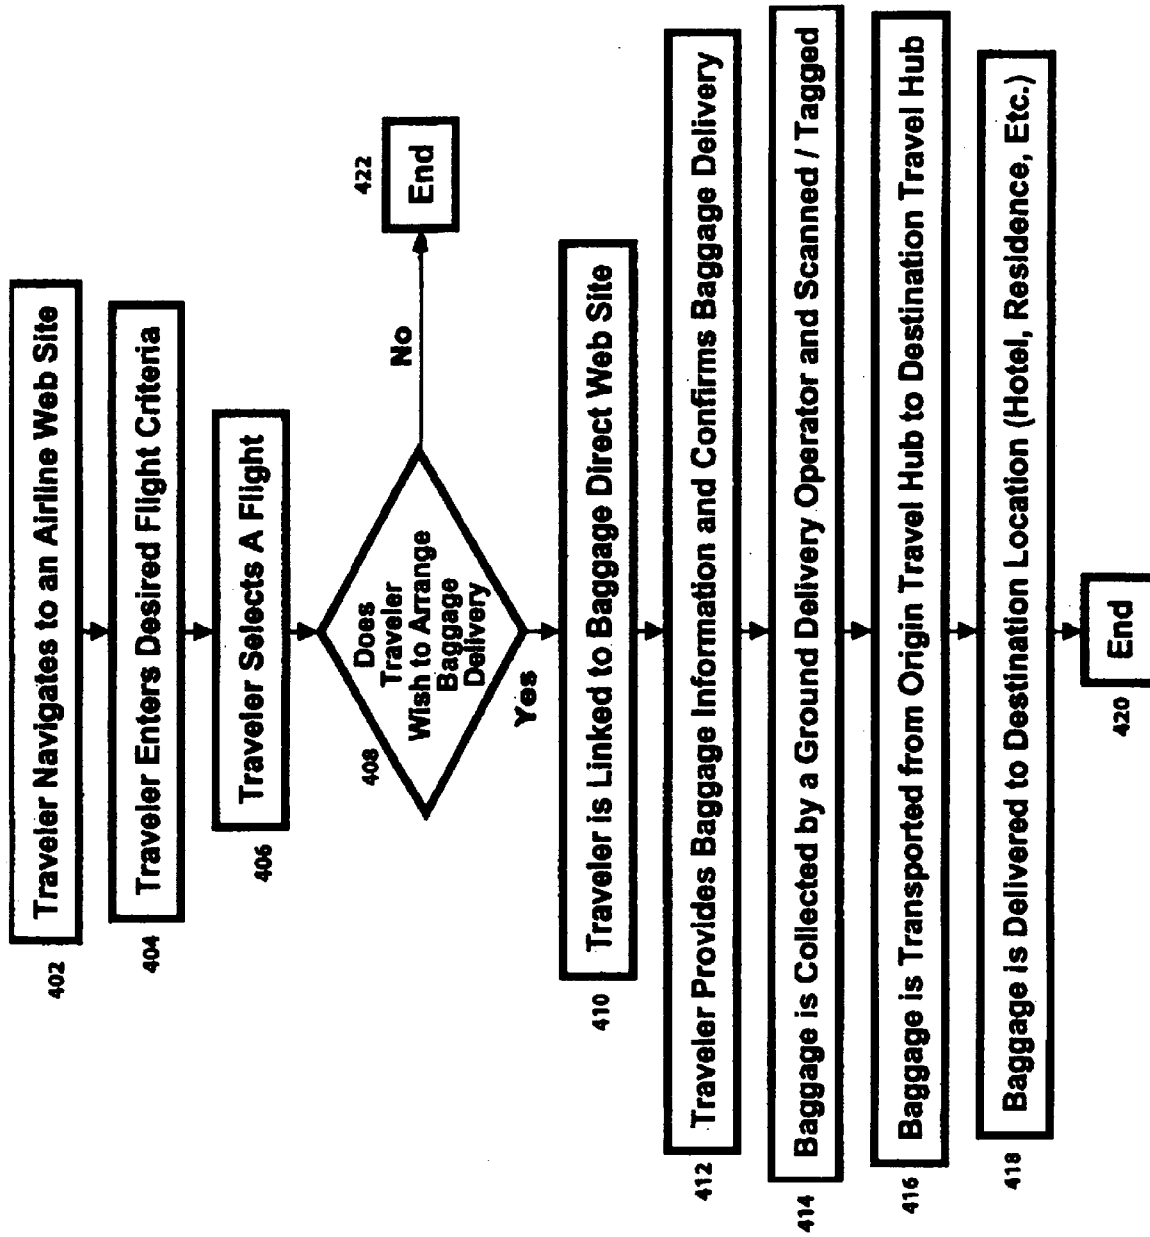 402
Traveler Navigates to an Airline Web Site
404
Traveler Enters Desired Flight Criteria
406
Traveler Selects A Flight
408
Does
Traveler
Wish to Arrange
Baggage
Delivery
No
422
End
Yes
410
Traveler is Linked to Baggage Direct Web Site
412
Traveler Provides Baggage Information and Confirms Baggage Delivery
414
Baggage is Collected by a Ground Delivery Operator and Scanned / Tagged
416
Baggage is Transported from Origin Travel Hub to Destination Travel Hub
418
Baggage is Delivered to Destination Location (Hotel, Residence, Etc.)
420
End